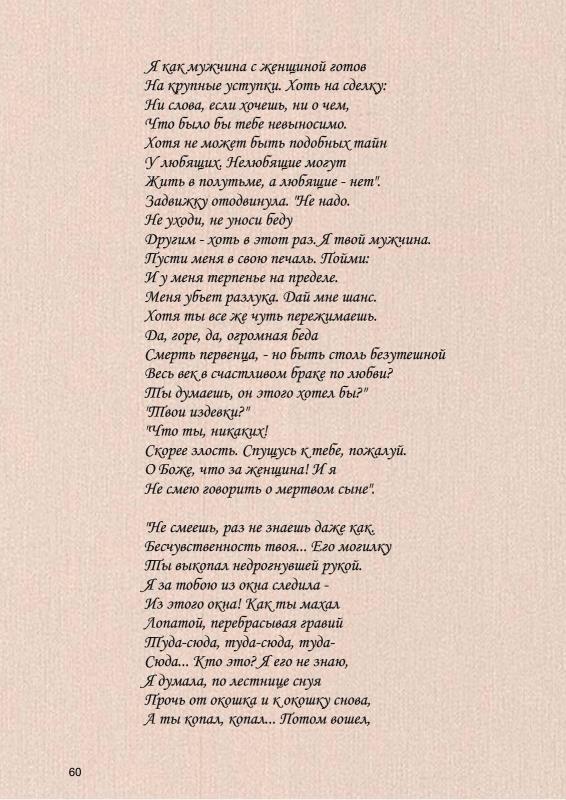 Я как мужчина с женщиной готов
На крупные уступки. Хоть на сделку:
Ни слова, если хочешь, ни о чем,
Что было бы тебе невыносимо.
Хотя не может быть подобных тайн
У любящих. Нелюбящие могут
Жить в полутьме, а любящие - нет".
Задвижку отодвинула. "Не надо.
Не уходи, не уноси беду
Другим - хоть в этот раз. Я твой мужчина.
Пусти меня в свою печаль. Пойми:
И у меня терпенье на пределе.
Меня убьет разлука. Дай мне шанс.
Хотя ты все же чуть пережимаешь.
Да, горе, да, огромная беда
Смерть первенца, - но быть столь безутешной
Весь век в счастливом браке по любви?
Ты думаешь, он этого хотел бы?"
"Твои издевки?"
"Что ты, никаких!
Скорее злость. Спущусь к тебе, пожалуй.
О Боже, что за женщина! И я
Не смею говорить о мертвом сыне".

"Не смеешь, раз не знаешь даже как.
Бесчувственность твоя... Его могилку
Ты выкопал недрогнувшей рукой.
Я за тобою из окна следила -
Из этого окна! Как ты махал
Лопатой, перебрасывая гравий
Туда-сюда, туда-сюда, туда-
Сюда... Кто это? Я его не знаю,
Я думала, по лестнице снуя
Прочь от окошка и к окошку снова,
А ты копал, копал... Потом вошел,
60